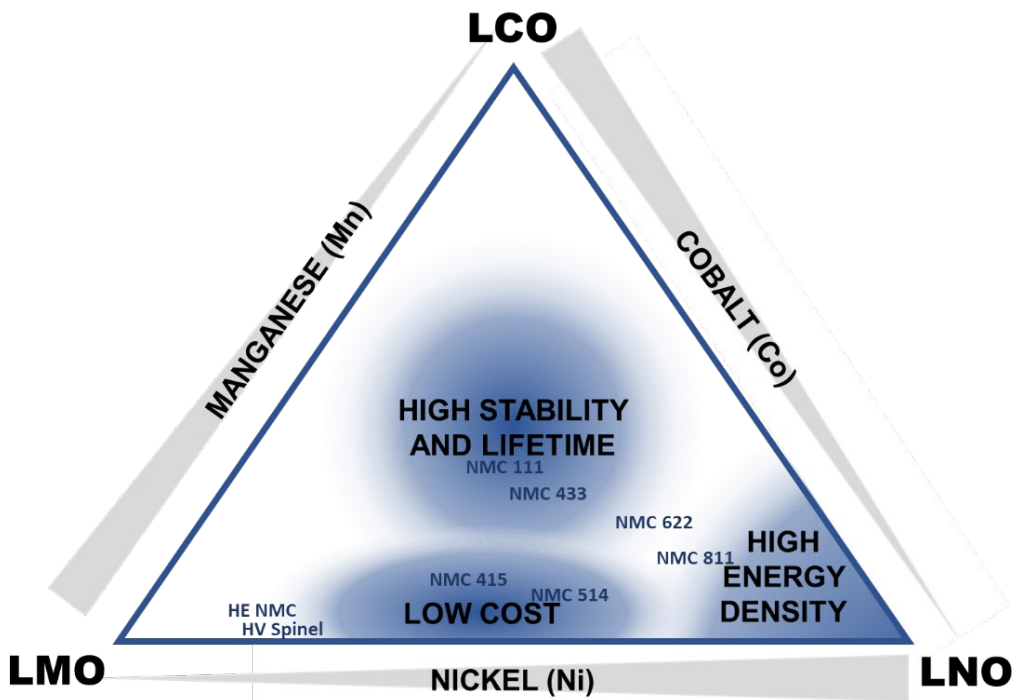 LCO
MANGANESE (Mn)
COBALT (Co)
HIGH STABILITY
AND LIFETIME
NMC 111
NMC 433
NMC 622
NMC 811
HIGH
ENERGY
DENSITY
NMC 415
NMC 514
LOW COST
HE NMC
HV Spinel
LMO
NICKEL (Ni)
LNO